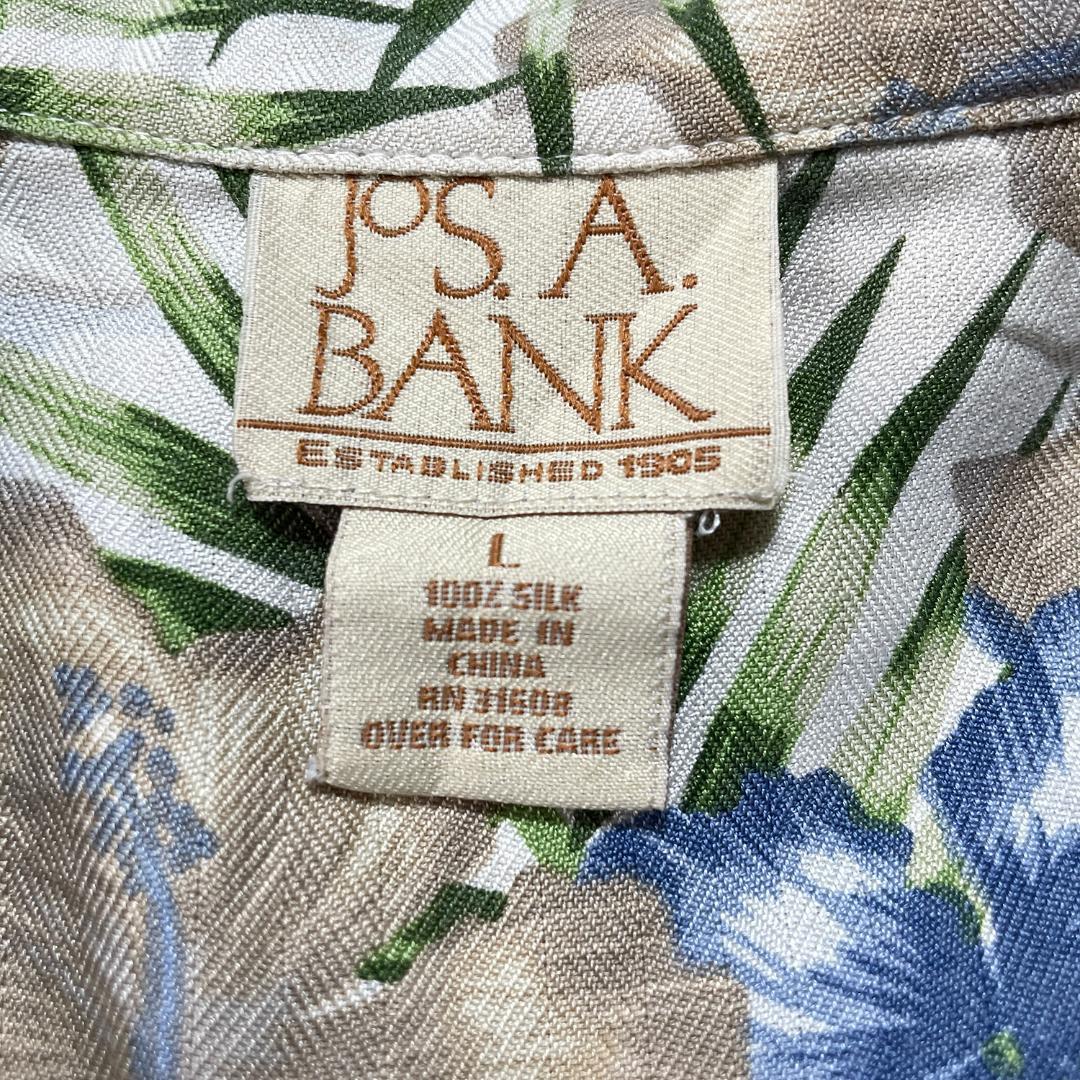 JOS. A.
BANK
ESTABLISHED 1905
L
100% SILK
MADE IN
CHINA
RN 31608
OVER FOR CARE